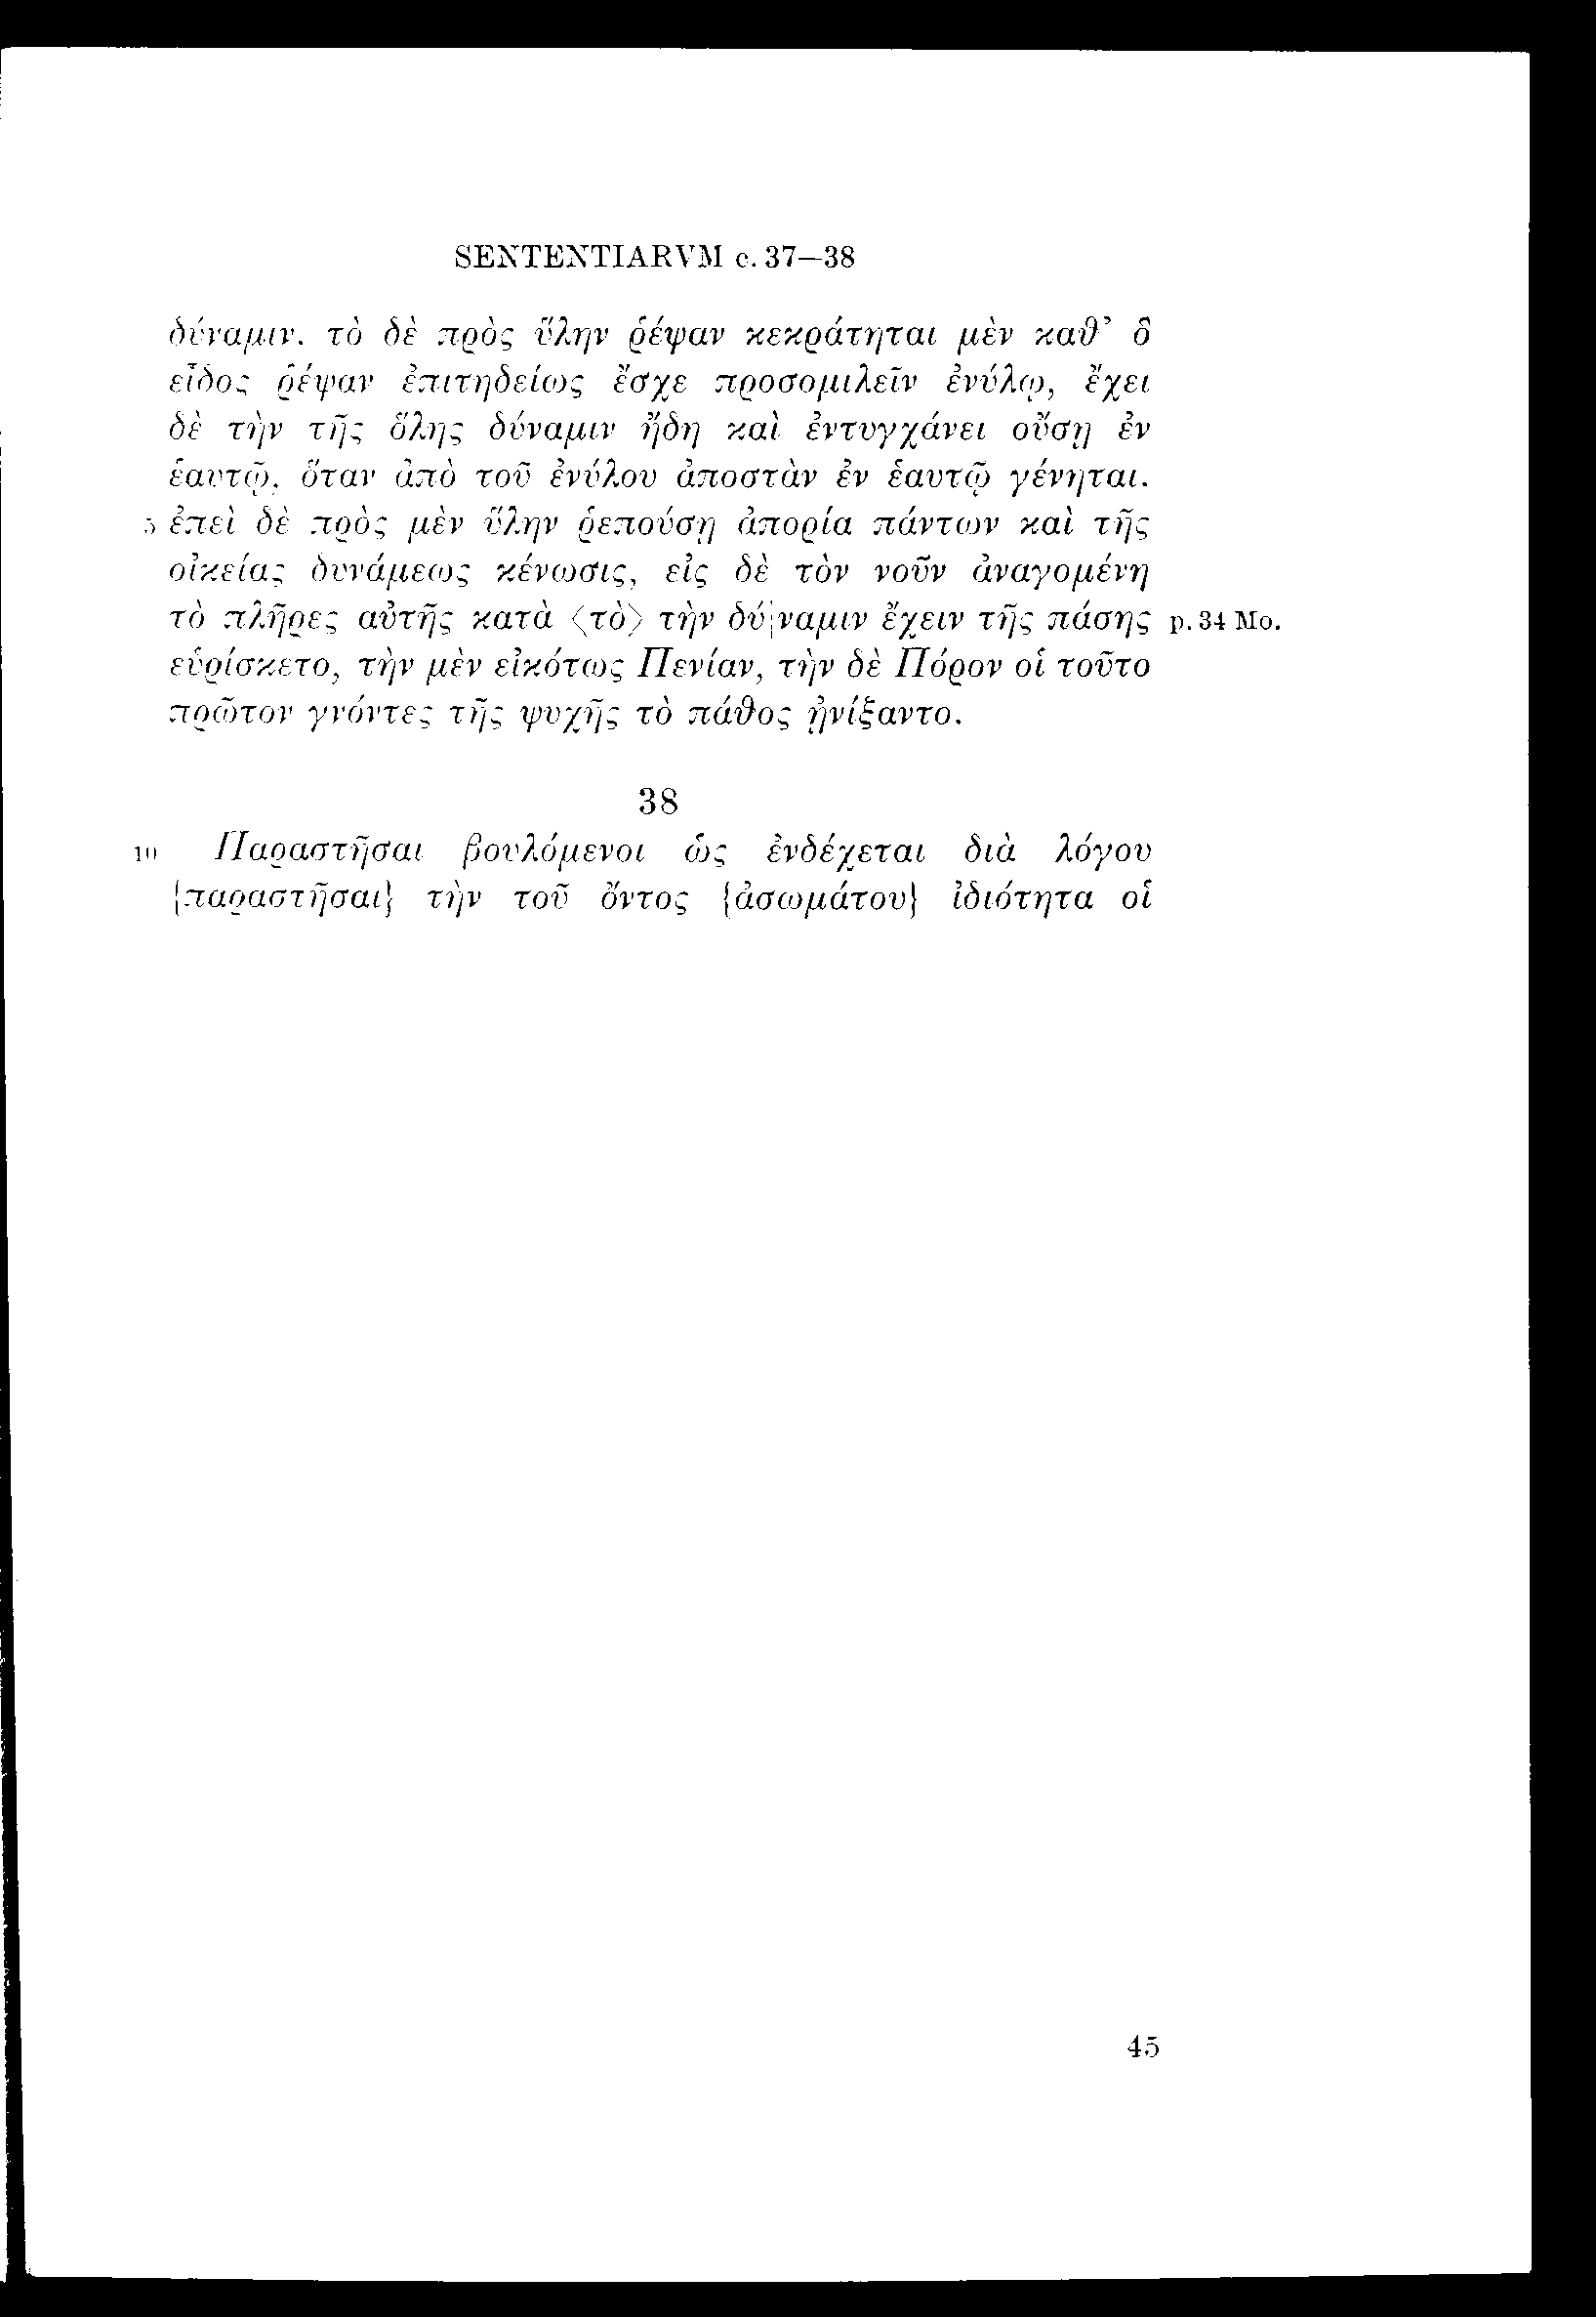 SENTENTIARVM c. 37–38
δύναμιν. τὸ δὲ πρὸς ὕλην ῥέψαν κεκράτηται μὲν καθ’ ὃ
εἶδος ῥέψαν ἐπιτηδείως ἔσχε προσομιλεῖν ἐνύλῳ, ἔχει
δὲ τὴν τῆς ὅλης δύναμιν ἤδη καὶ ἐντυγχάνει οὔσῃ ἐν
ἑαυτῷ, ὅταν ἀπὸ τοῦ ἐνύλου ἀποστὰν ἐν ἑαυτῷ γένηται.
5 ἐπεὶ δὲ πρὸς μὲν ὕλην ῥεπούσῃ ἀπορία πάντων καὶ τῆς
οἰκείας δυνάμεως κένωσις, εἰς δὲ τὸν νοῦν ἀναγομένη
τὸ πλῆρες αὐτῆς κατὰ ⟨τὸ⟩ τὴν δύ|ναμιν ἔχειν τῆς πάσης p. 34 Mo.
εὑρίσκετο, τὴν μὲν εἰκότως Πενίαν, τὴν δὲ Πόρον οἱ τοῦτο
πρῶτον γνόντες τῆς ψυχῆς τὸ πάθος ᾐνίξαντο.
38
10 Παραστῆσαι βουλόμενοι ὡς ἐνδέχεται διὰ λόγου
{παραστῆσαι} τὴν τοῦ ὄντος {ἀσωμάτου} ἰδιότητα οἱ
45